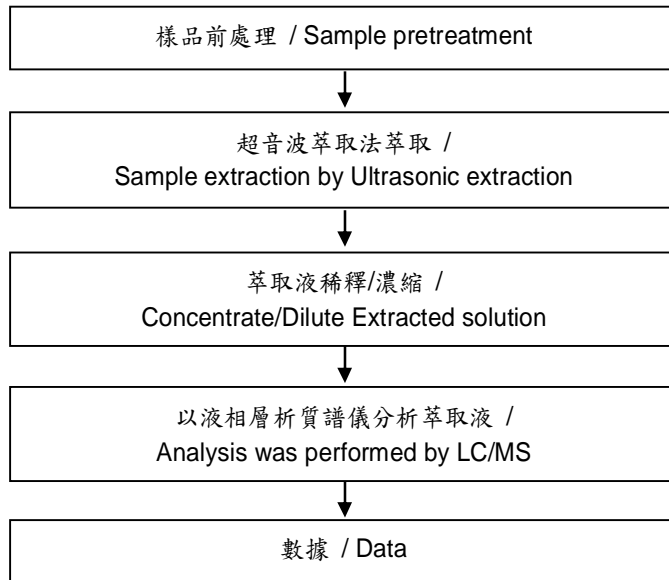 樣品前處理 / Sample pretreatment
超音波萃取法萃取 /
Sample extraction by Ultrasonic extraction
萃取液稀釋/濃縮 /
Concentrate/Dilute Extracted solution
以液相層析質譜儀分析萃取液 /
Analysis was performed by LC/MS
數據 / Data